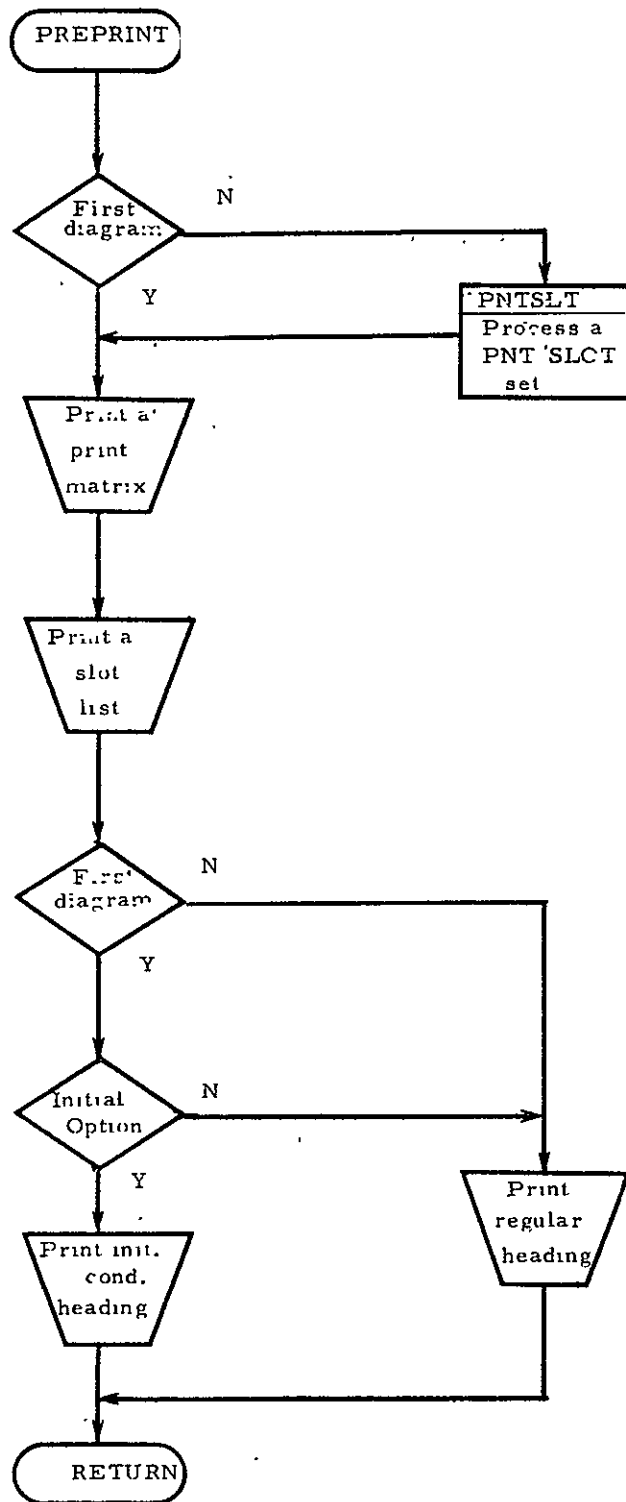 PREPRINT
First
diagram
N
Y
PNTSLT
Process a
PNT SLCT
set
Print a
print
matrix
Print a
slot
list
First
diagram
N
Y
Initial
Option
N
Y
Print
regular
heading
Print init.
cond.
heading
RETURN